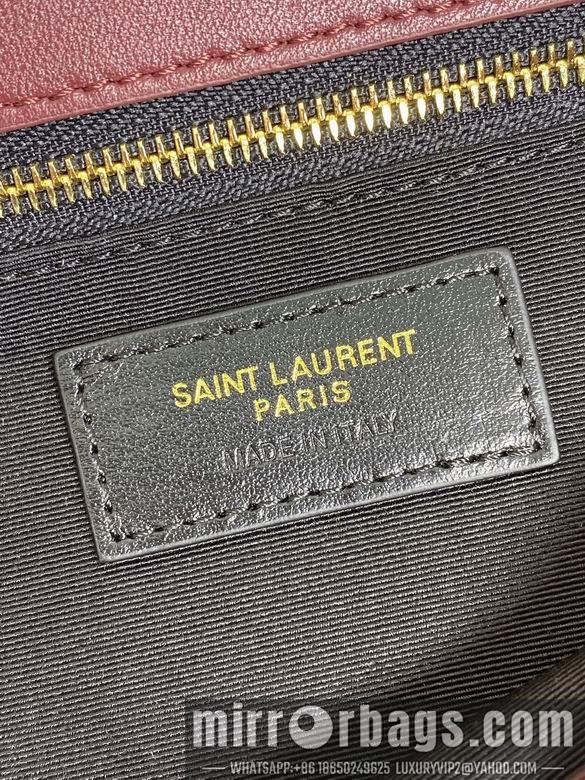 SAINT LAURENT
PARIS
MADE IN ITALY
mirrorbags.com
WHATSAPP:+86 18650249625 LUXURYVIP2@YAHOO.COM